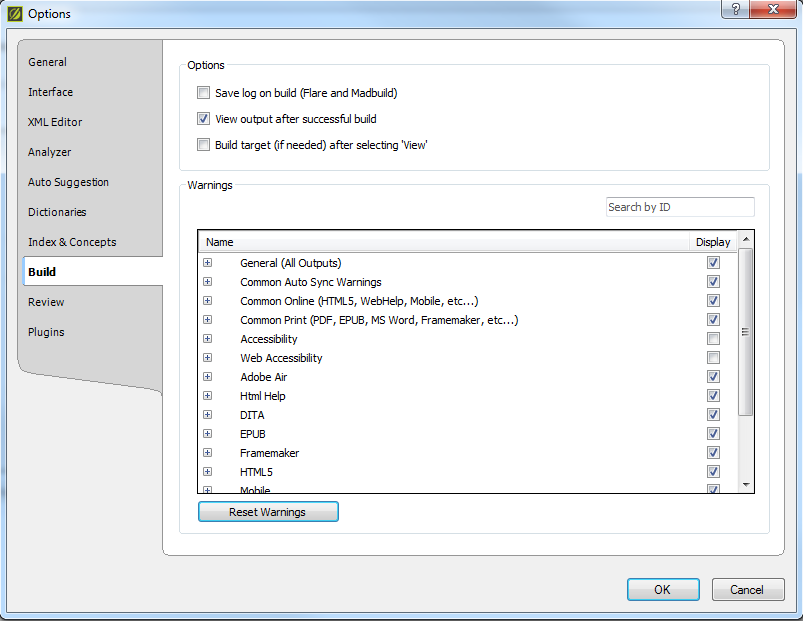 Options
General
Interface
XML Editor
Analyzer
Auto Suggestion
Dictionaries
Index & Concepts
Build
Review
Plugins
Options
Save log on build (Flare and Madbuild)
View output after successful build
Build target (if needed) after selecting 'View'
Warnings
Search by ID
Name Display
General (All Outputs)
Common Auto Sync Warnings
Common Online (HTML5, WebHelp, Mobile, etc...)
Common Print (PDF, EPUB, MS Word, Framemaker, etc...)
Accessibility
Web Accessibility
Adobe Air
Html Help
DITA
EPUB
Framemaker
HTML5
Mobile
Reset Warnings
OK Cancel